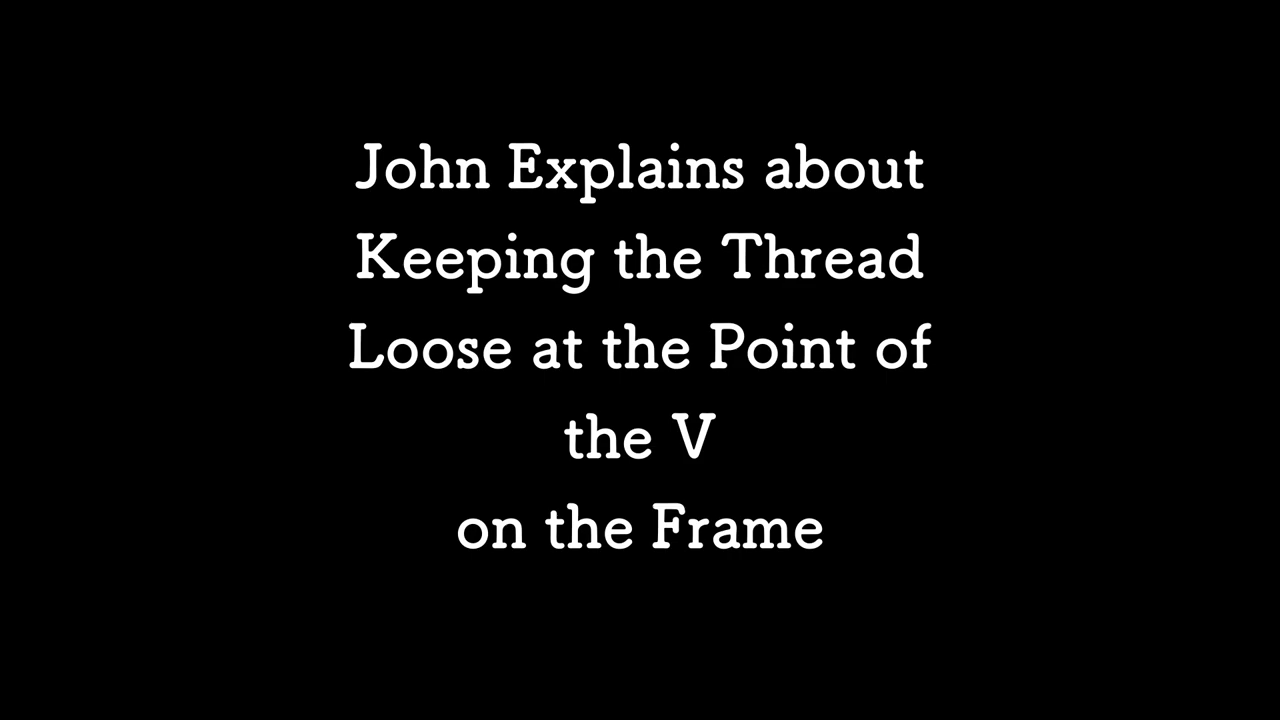 John Explains about
Keeping the Thread
Loose at the Point of
the V
on the Frame